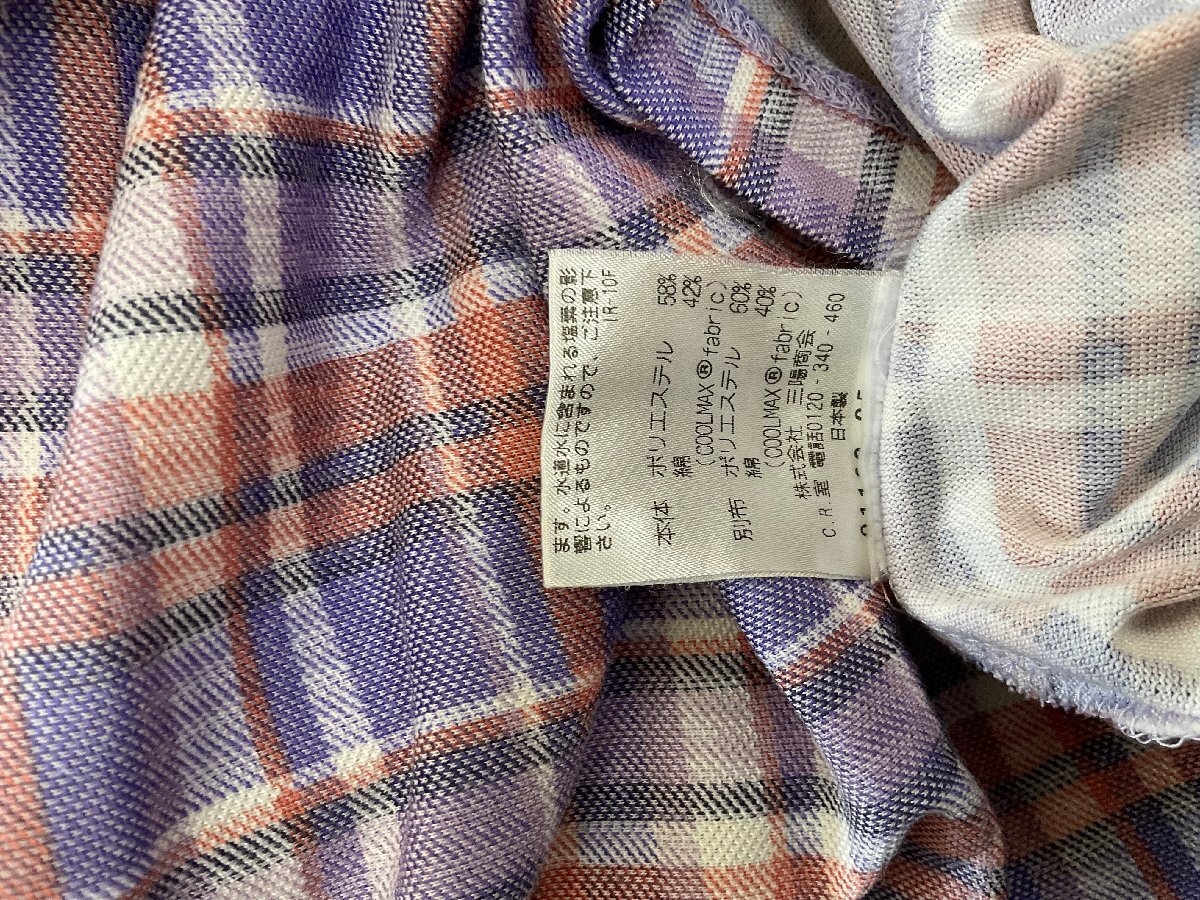 ます。水道水に含まれる塩素の影
響によるものですので、ご注意下
さい。 IR-10F
本体 ポリエステル 58%
綿 42%
(COOLMAX®fabric)
別布 ポリエステル 60%
綿 40%
(COOLMAX®fabric)
株式会社 三陽商会
C.R.室 電話0120-340-460
日本製